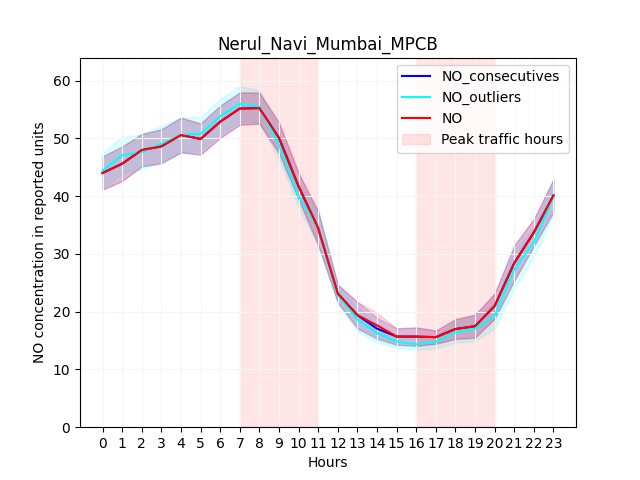 Nerul_Navi_Mumbai_MPCB
NO_consecutives
NO_outliers
NO
Peak traffic hours
NO concentration in reported units
60
50
40
30
20
10
0
0 1 2 3 4 5 6 7 8 9 10 11 12 13 14 15 16 17 18 19 20 21 22 23
Hours